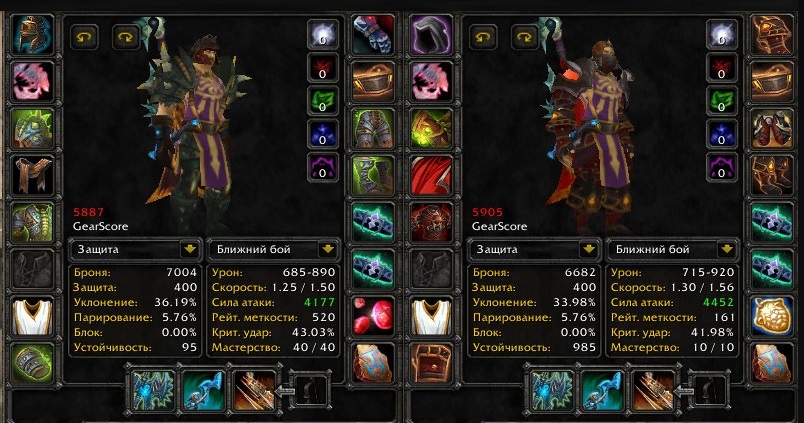 0
0
0
0
0
5887
GearScore
Защита
Ближний бой
Броня: 7004
Защита: 400
Уклонение: 36.19%
Парирование: 5.76%
Блок: 0.00%
Устойчивость: 95
Урон: 685-890
Скорость: 1.25 / 1.50
Сила атаки: 4177
Рейт. меткости: 520
Крит. удар: 43.03%
Мастерство: 40 / 40
0
0
0
0
0
5905
GearScore
Защита
Ближний бой
Броня: 6682
Защита: 400
Уклонение: 33.98%
Парирование: 5.76%
Блок: 0.00%
Устойчивость: 985
Урон: 715-920
Скорость: 1.30 / 1.56
Сила атаки: 4452
Рейт. меткости: 161
Крит. удар: 41.98%
Мастерство: 10 / 10